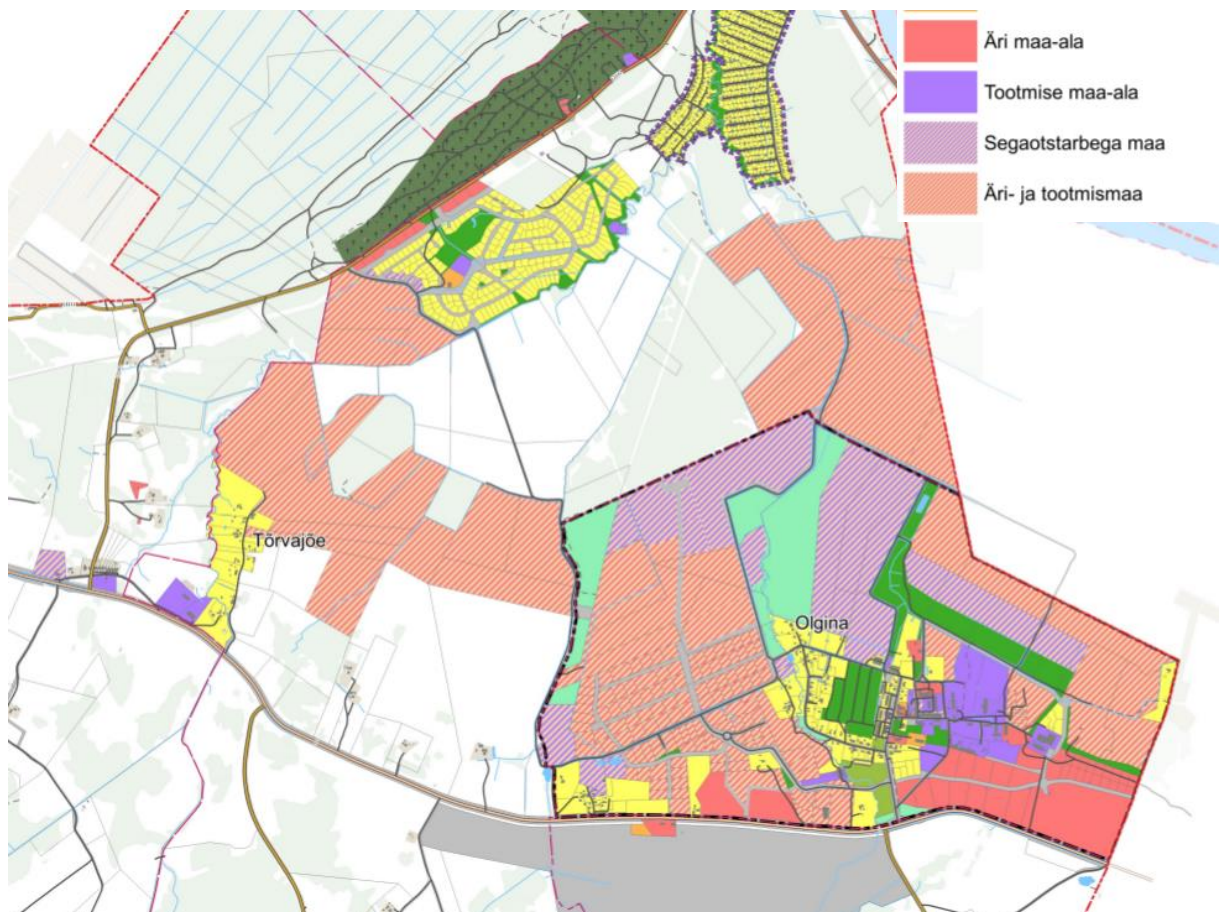 Äri maa-ala
Tootmise maa-ala
Segaotstarbega maa
Äri- ja tootmismaa
Tõrvajõe
Olgina